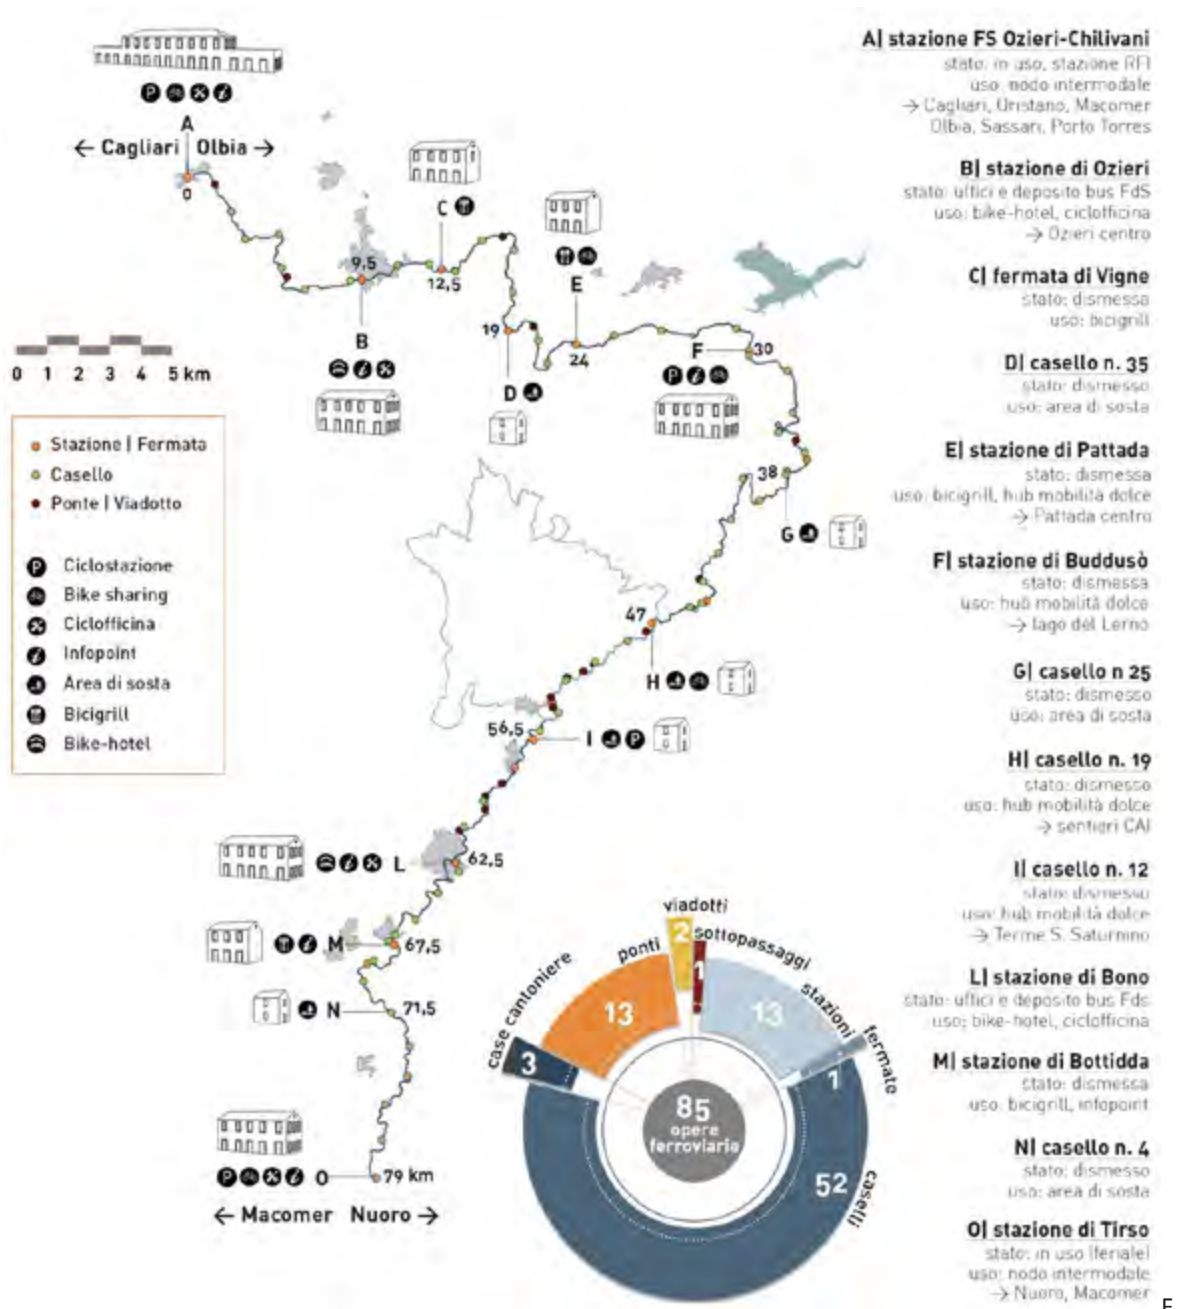 A
← Cagliari Olbia →
0
9,5
B
C
12,5
19
D
E
24
F
30
38
G
47
H
56,5
I
L
62,5
M
67,5
N
71,5
O
79 km
← Macomer Nuoro →
0 1 2 3 4 5 km
Stazione | Fermata
Casello
Ponte | Viadotto
P Ciclostazione
Bike sharing
Ciclofficina
Infopoint
Area di sosta
Bicigrill
Bike-hotel
viadotti
2
sottopassaggi
1
ponti
13
stazioni
13
fermate
1
case cantoniere
3
caselli
52
85
opere
ferroviarie
A| stazione FS Ozieri-Chilivani
stato: in uso, stazione RFI
uso: nodo intermodale
→ Cagliari, Oristano, Macomer
Olbia, Sassari, Porto Torres
B| stazione di Ozieri
stato: uffici e deposito bus FdS
uso: bike-hotel, ciclofficina
→ Ozieri centro
C| fermata di Vigne
stato: dismessa
uso: bicigrill
D| casello n. 35
stato: dismesso
uso: area di sosta
E| stazione di Pattada
stato: dismessa
uso: bicigrill, hub mobilità dolce
→ Pattada centro
F| stazione di Buddusò
stato: dismessa
uso: hub mobilità dolce
→ lago del Lerno
G| casello n 25
stato: dismesso
uso: area di sosta
H| casello n. 19
stato: dismesso
uso: hub mobilità dolce
→ sentieri CAI
I| casello n. 12
stato: dismesso
uso: hub mobilità dolce
→ Terme S. Saturnino
L| stazione di Bono
stato: uffici e deposito bus Fds
uso: bike-hotel, ciclofficina
M| stazione di Bottidda
stato: dismessa
uso: bicigrill, infopoint
N| casello n. 4
stato: dismesso
uso: area di sosta
O| stazione di Tirso
stato: in uso (feriale)
uso: nodo intermodale
→ Nuoro, Macomer